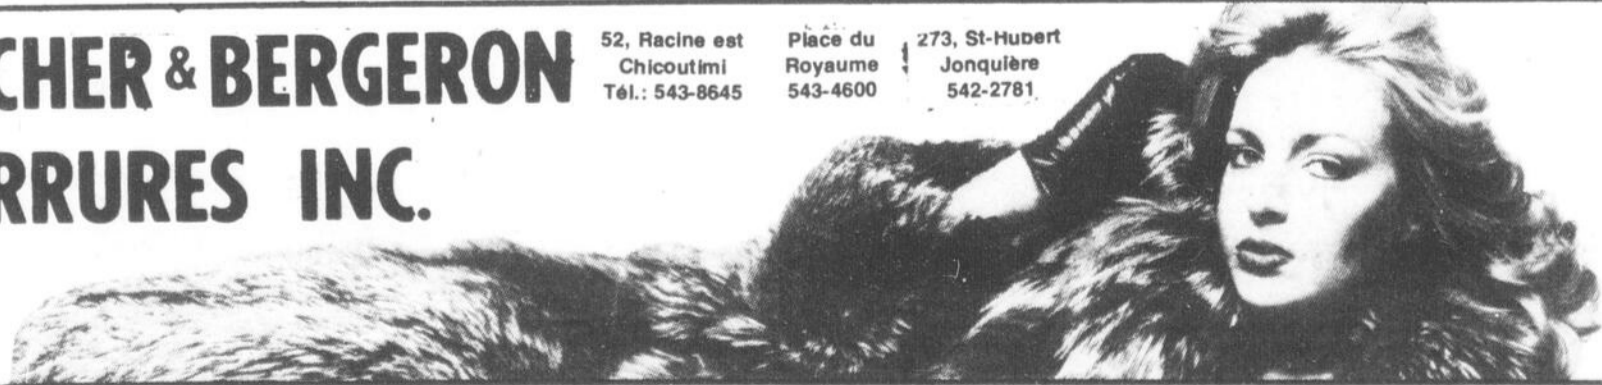 CHER & BERGERON
RRURES INC.
52, Racine est
Chicoutimi
Tél.: 543-8645
Place du
Royaume
543-4600
273, St-Hubert
Jonquière
542-2781